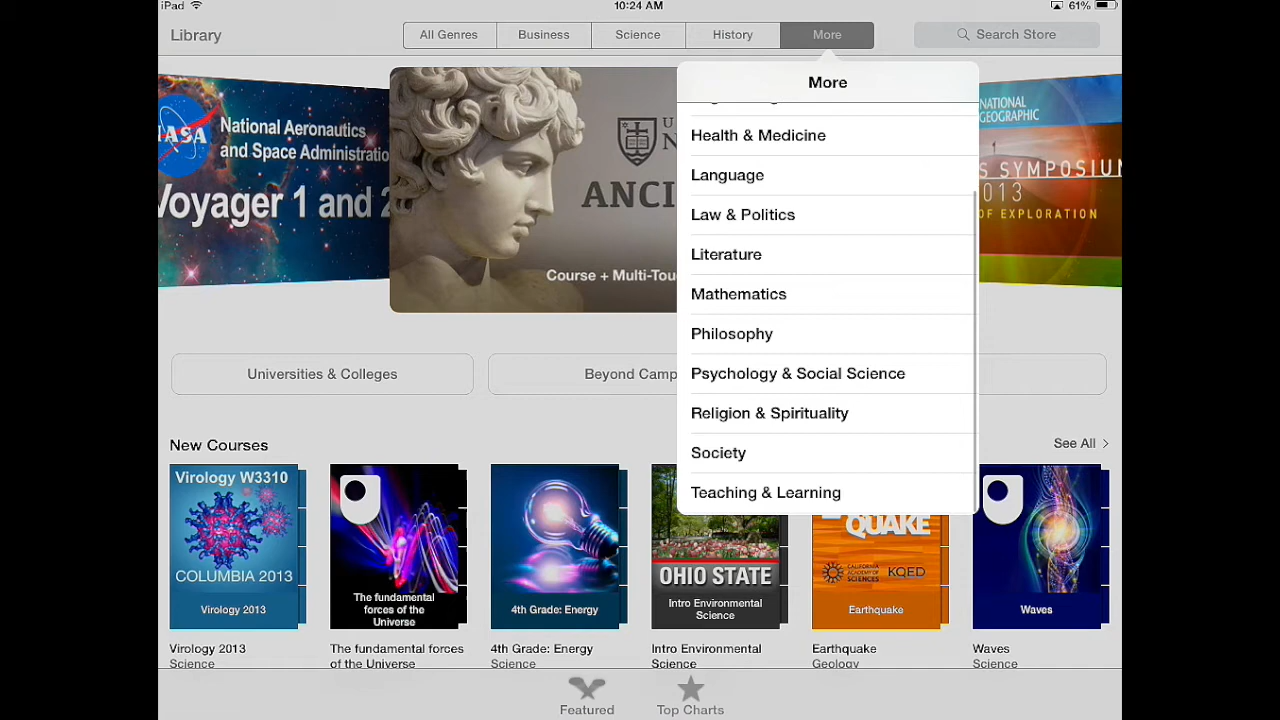 iPad 10:24 AM 61%
Library All Genres Business Science History More Search Store
More
Health & Medicine
Language
Law & Politics
Literature
Mathematics
Philosophy
Psychology & Social Science
Religion & Spirituality
Society
Teaching & Learning
NASA
National Aeronautics
and Space Administratio
Voyager 1 and 2
U
N
ANCI
Course + Multi-Tou
NATIONAL
GEOGRAPHIC
S SYMPOSIUM
013
OF EXPLORATION
Universities & Colleges
Beyond Camp
New Courses See All >
Virology W3310
COLUMBIA 2013
Virology 2013
The fundamental
forces of the
Universe
4th Grade: Energy
OHIO STATE
Intro Environmental
Science
QUAKE
CALIFORNIA
ACADEMY OF
SCIENCES
KQED
Earthquake
Waves
Virology 2013
Science
The fundamental forces
of the Universe
4th Grade: Energy
Science
Intro Environmental
Science
Earthquake
Geology
Waves
Science
Featured
Top Charts